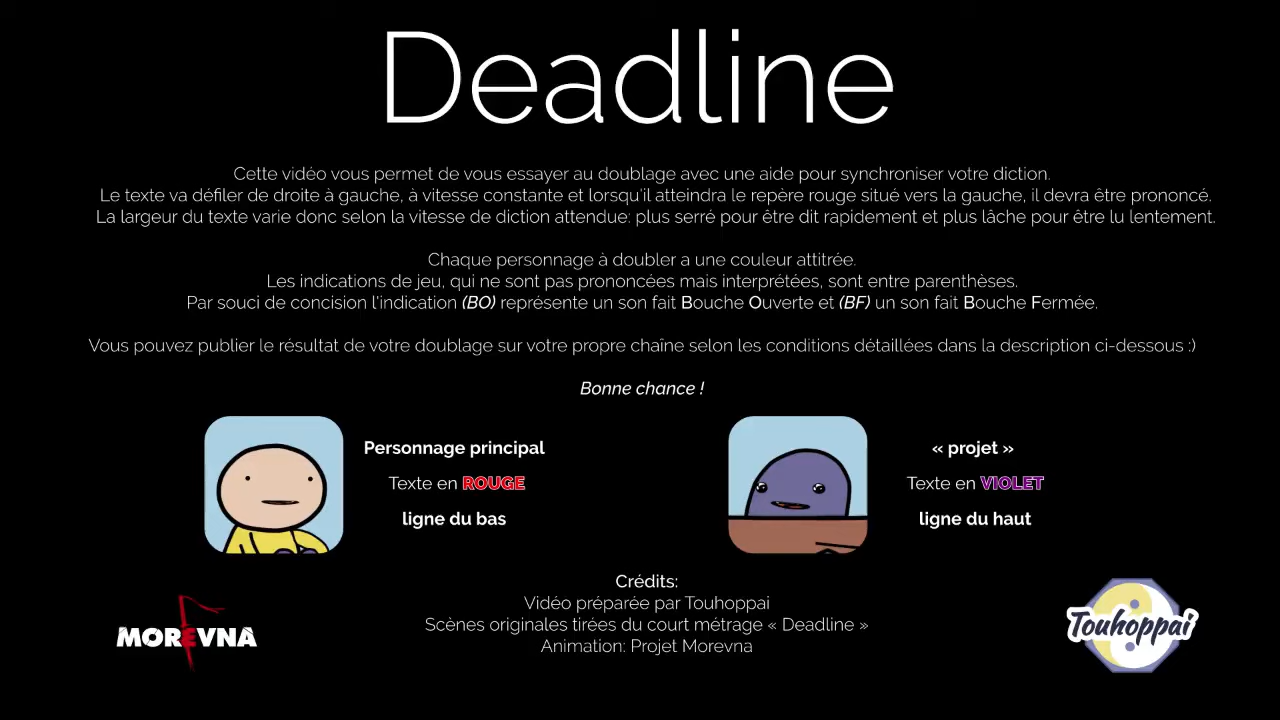 Deadline
Cette vidéo vous permet de vous essayer au doublage avec une aide pour synchroniser votre diction.
Le texte va défiler de droite à gauche, à vitesse constante et lorsqu'il atteindra le repère rouge situé vers la gauche, il devra être prononcé.
La largeur du texte varie donc selon la vitesse de diction attendue: plus serré pour être dit rapidement et plus lâche pour être lu lentement.
Chaque personnage à doubler a une couleur attitrée.
Les indications de jeu, qui ne sont pas prononcées mais interprétées, sont entre parenthèses.
Par souci de concision l'indication (BO) représente un son fait Bouche Ouverte et (BF) un son fait Bouche Fermée.
Vous pouvez publier le résultat de votre doublage sur votre propre chaîne selon les conditions détaillées dans la description ci-dessous :)
Bonne chance !
Personnage principal
Texte en ROUGE
ligne du bas
« projet »
Texte en VIOLET
ligne du haut
Crédits:
Vidéo préparée par Touhoppai
Scènes originales tirées du court métrage « Deadline »
Animation: Projet Morevna
MOREVNA
Touhoppai